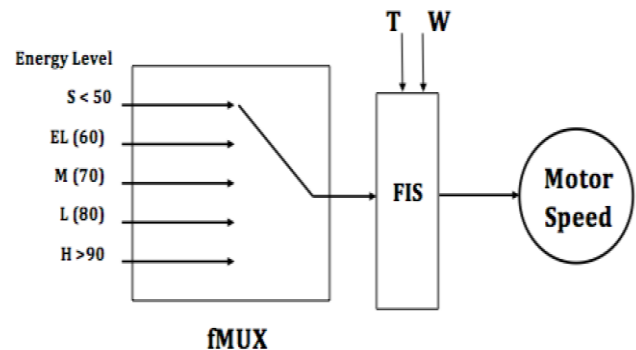 T W
Energy Level
S < 50
EL (60)
M (70)
L (80)
H >90
FIS
Motor
Speed
fMUX